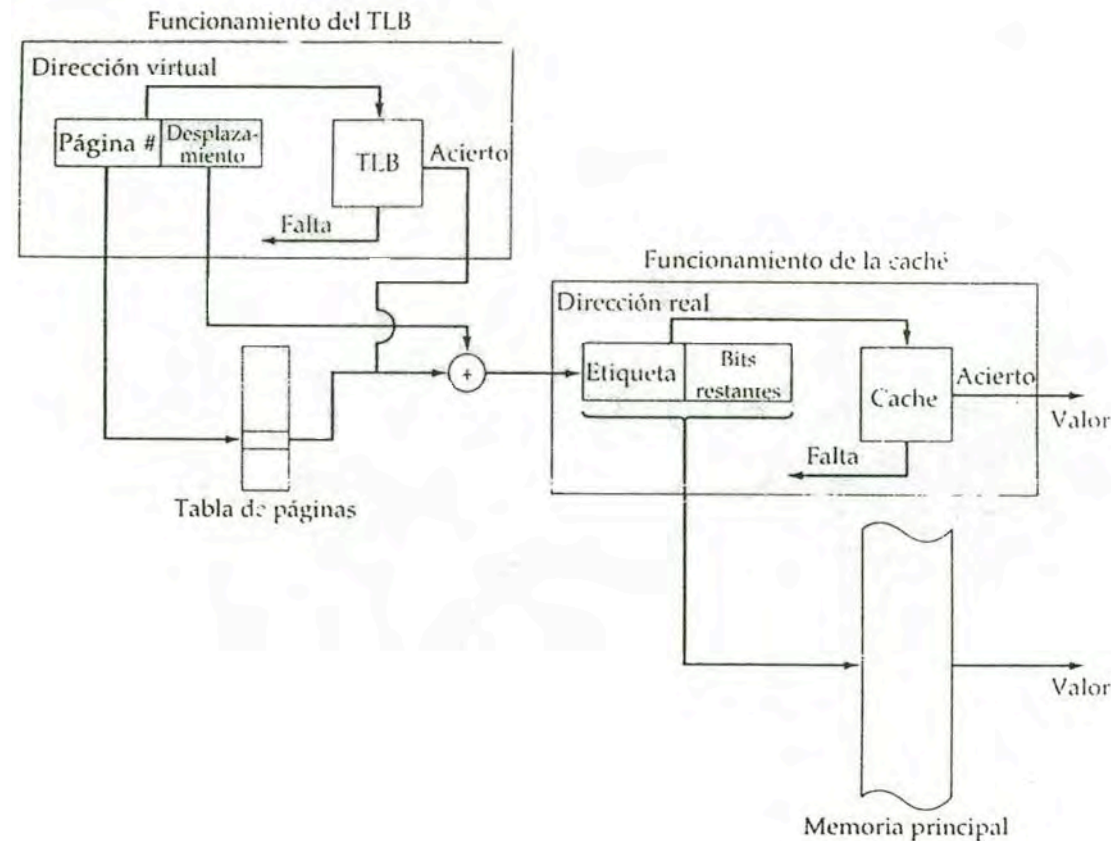 Funcionamiento del TLB
Dirección virtual
Página #
Desplaza-
miento
TLB
Acierto
Falta
Funcionamiento de la caché
Dirección real
Etiqueta
Bits
restantes
Cache
Acierto
Valor
Falta
+
Tabla de páginas
Valor
Memoria principal